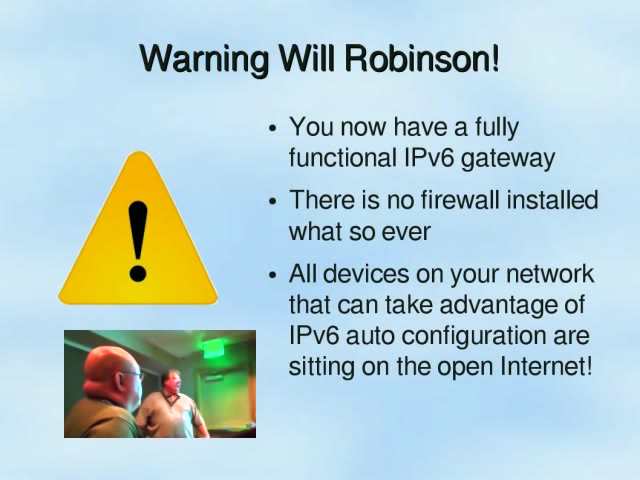 Warning Will Robinson!
• You now have a fully
functional IPv6 gateway
• There is no firewall installed
what so ever
• All devices on your network
that can take advantage of
IPv6 auto configuration are
sitting on the open Internet!